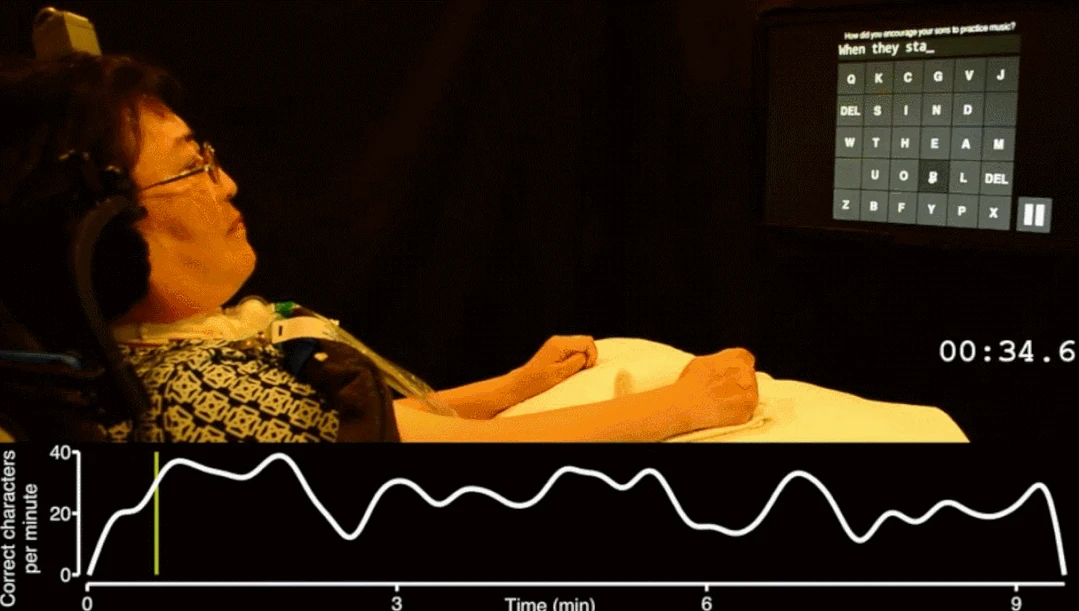 How did you encourage your sons to practice music?
When they sta_
Q K C G V J
DEL S I N D
W T H E A M
U O R L DEL
Z B F Y P X
00:34.6
Correct characters
per minute
40
20
0
0 3 6 9
Time (min)